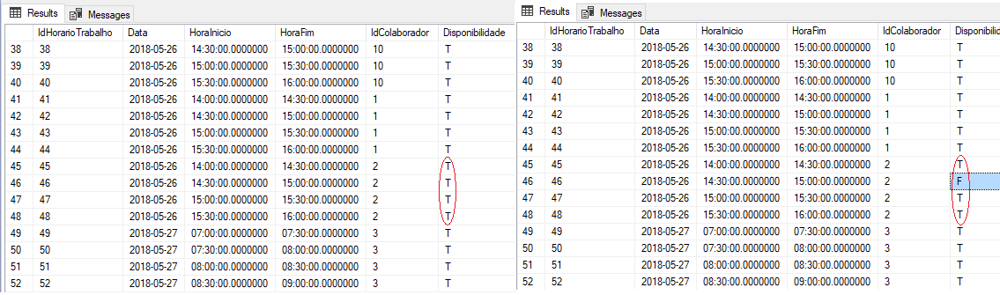 Results Messages
IdHorarioTrabalho Data HoraInicio HoraFim IdColaborador Disponibilidade
38 38 2018-05-26 14:30:00.0000000 15:00:00.0000000 10 T
39 39 2018-05-26 15:00:00.0000000 15:30:00.0000000 10 T
40 40 2018-05-26 15:30:00.0000000 16:00:00.0000000 10 T
41 41 2018-05-26 14:00:00.0000000 14:30:00.0000000 1 T
42 42 2018-05-26 14:30:00.0000000 15:00:00.0000000 1 T
43 43 2018-05-26 15:00:00.0000000 15:30:00.0000000 1 T
44 44 2018-05-26 15:30:00.0000000 16:00:00.0000000 1 T
45 45 2018-05-26 14:00:00.0000000 14:30:00.0000000 2 T
46 46 2018-05-26 14:30:00.0000000 15:00:00.0000000 2 T
47 47 2018-05-26 15:00:00.0000000 15:30:00.0000000 2 T
48 48 2018-05-26 15:30:00.0000000 16:00:00.0000000 2 T
49 49 2018-05-27 07:00:00.0000000 07:30:00.0000000 3 T
50 50 2018-05-27 07:30:00.0000000 08:00:00.0000000 3 T
51 51 2018-05-27 08:00:00.0000000 08:30:00.0000000 3 T
52 52 2018-05-27 08:30:00.0000000 09:00:00.0000000 3 T
Results Messages
IdHorarioTrabalho Data HoraInicio HoraFim IdColaborador Disponibil
38 38 2018-05-26 14:30:00.0000000 15:00:00.0000000 10 T
39 39 2018-05-26 15:00:00.0000000 15:30:00.0000000 10 T
40 40 2018-05-26 15:30:00.0000000 16:00:00.0000000 10 T
41 41 2018-05-26 14:00:00.0000000 14:30:00.0000000 1 T
42 42 2018-05-26 14:30:00.0000000 15:00:00.0000000 1 T
43 43 2018-05-26 15:00:00.0000000 15:30:00.0000000 1 T
44 44 2018-05-26 15:30:00.0000000 16:00:00.0000000 1 T
45 45 2018-05-26 14:00:00.0000000 14:30:00.0000000 2 T
46 46 2018-05-26 14:30:00.0000000 15:00:00.0000000 2 F
47 47 2018-05-26 15:00:00.0000000 15:30:00.0000000 2 T
48 48 2018-05-26 15:30:00.0000000 16:00:00.0000000 2 T
49 49 2018-05-27 07:00:00.0000000 07:30:00.0000000 3 T
50 50 2018-05-27 07:30:00.0000000 08:00:00.0000000 3 T
51 51 2018-05-27 08:00:00.0000000 08:30:00.0000000 3 T
52 52 2018-05-27 08:30:00.0000000 09:00:00.0000000 3 T